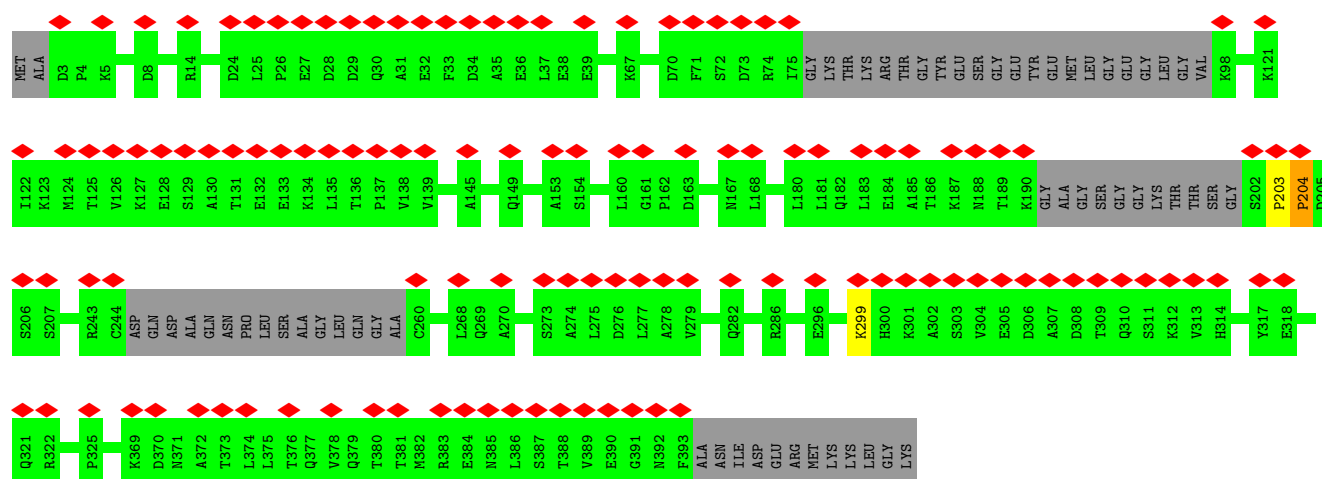 MET ALA D3 P4 K5 D8 R14 D24 L25 P26 E27 D28 D29 Q30 A31 E32 F33 D34 A35 E36 L37 E38 E39 K67 D70 F71 S72 D73 R74 I75 GLY LYS THR LYS ARG THR GLY TYR GLU SER GLY GLU TYR GLU MET LEU GLY GLU GLY LEU GLY VAL K98 K121
I122 K123 M124 T125 V126 K127 E128 S129 A130 T131 E132 E133 K134 L135 T136 P137 V138 V139 A145 Q149 A153 S154 L160 G161 P162 D163 N167 L168 L180 L181 Q182 L183 E184 A185 T186 K187 N188 T189 K190 GLY ALA GLY SER GLY GLY LYS THR THR SER GLY S202 P203 P204 D205
S206 S207 R243 C244 ASP GLN ASP ALA GLN ASN PRO LEU SER ALA GLY LEU GLN GLY ALA C260 L268 Q269 A270 S273 A274 L275 D276 L277 A278 V279 Q282 R286 E296 K299 H300 K301 A302 S303 V304 E305 D306 A307 D308 T309 Q310 S311 K312 V313 H314 Y317 E318
Q321 R322 P325 K369 D370 N371 A372 T373 L374 L375 T376 Q377 V378 Q379 T380 T381 M382 R383 E384 N385 L386 S387 T388 V389 E390 G391 N392 F393 ALA ASN ILE ASP GLU ARG MET LYS LYS LEU GLY LYS